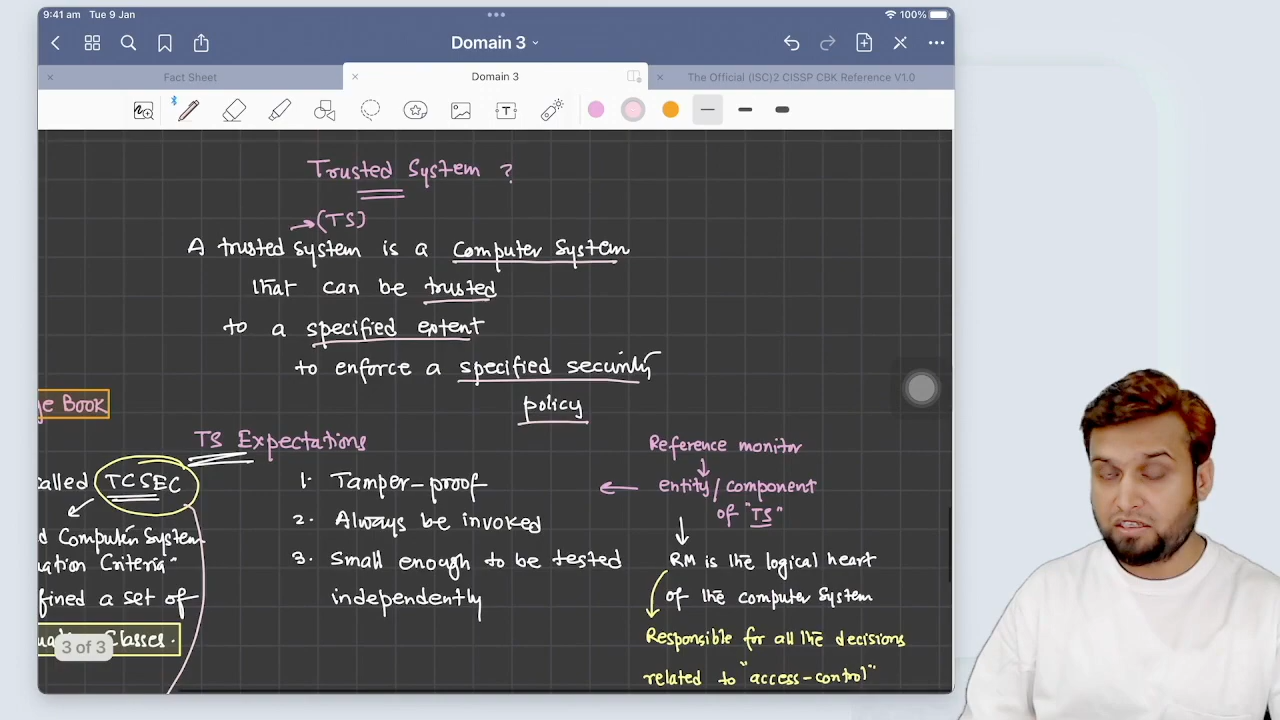 9:41 am Tue 9 Jan
100%
Domain 3
Fact Sheet
Domain 3
The Official (ISC)2 CISSP CBK Reference V1.0
Trusted System ?
→(TS)
A trusted system is a computer system
that can be trusted
to a specified extent
to enforce a specified security
policy
ge Book
TS Expectations
called TCSEC
d Computer System
uation Criteria"
fined a set of
Classes.
3 of 3
1. Tamper-proof
2. Always be invoked
3. Small enough to be tested
independently
Reference monitor
entity/component
of "TS"
RM is the logical heart
of the computer system
Responsible for all the decisions
related to "access-control"